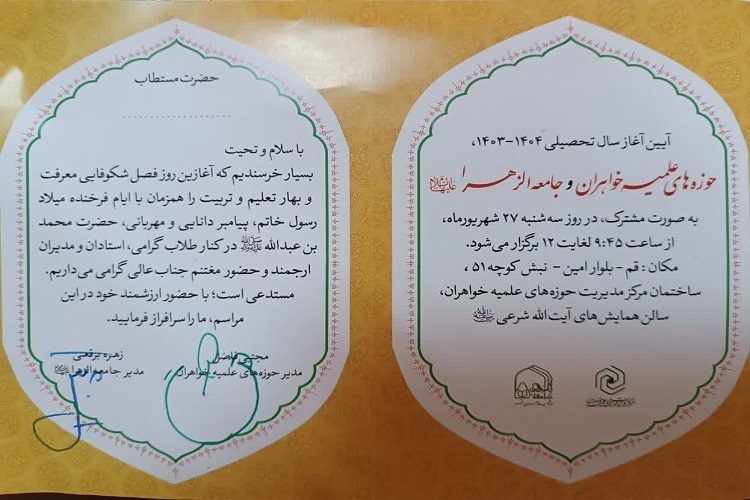 آیین آغاز سال تحصیلی ۱۴۰۴-۱۴۰۳،
حوزه های علمیه خواهران و جامعه الزهرا
به صورت مشترک، در روز سه‌شنبه ۲۷ شهریورماه،
از ساعت ۹:۴۵ لغایت ۱۲ برگزار می‌شود.
مکان: قم - بلوار امین - نبش کوچه ۵۱،
ساختمان مرکز مدیریت حوزه‌های علمیه خواهران،
سالن همایش‌های آیت الله شرعی
حضرت مستطاب
....................
با سلام و تحیت
بسیار خرسندیم که آغازین روز فصل شکوفایی معرفت
و بهار تعلیم و تربیت را همزمان با ایام فرخنده میلاد
رسول خاتم، پیامبر دانایی و مهربانی، حضرت محمد
بن عبدالله ﷺ در کنار طلاب گرامی، استادان و مدیران
ارجمند و حضور مغتنم جناب عالی گرامی می‌داریم.
مستدعی است؛ با حضور ارزشمند خود در این
مراسم، ما را سرافراز فرمایید.
مجتبی فاضل
مدیر حوزه‌های علمیه خواهران
زهره برقعی
مدیر جامعه الزهرا